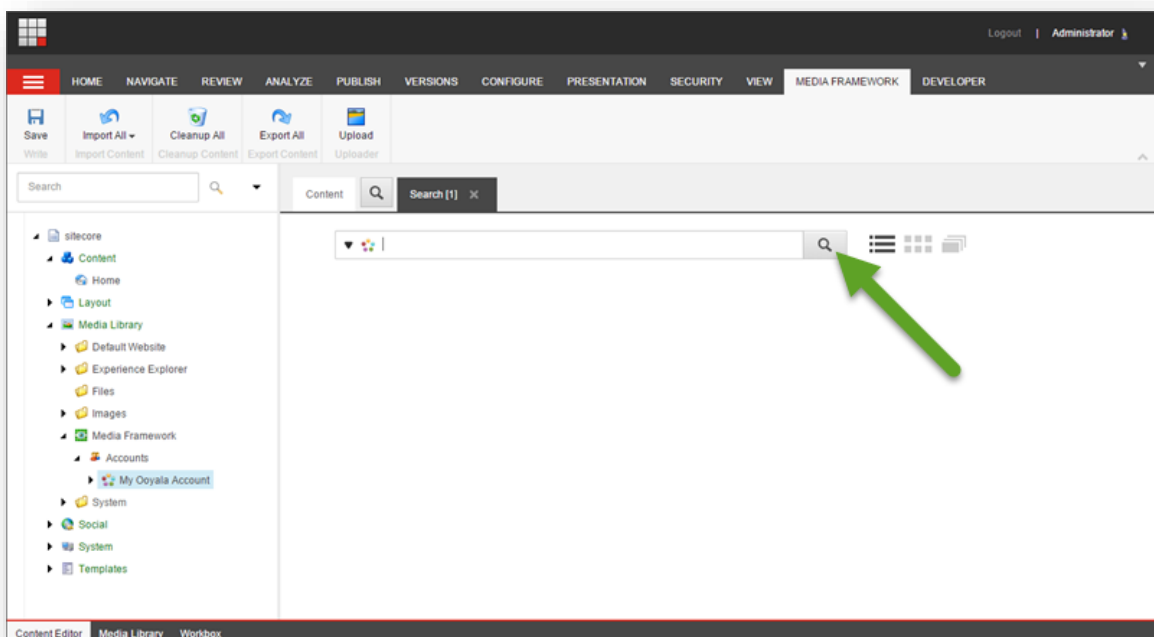 Logout | Administrator
HOME NAVIGATE REVIEW ANALYZE PUBLISH VERSIONS CONFIGURE PRESENTATION SECURITY VIEW MEDIA FRAMEWORK DEVELOPER
Save Import All Cleanup All Export All Upload
Write Import Content Cleanup Content Export Content Uploader
Search
Content Search [1]
sitecore
Content
Home
Layout
Media Library
Default Website
Experience Explorer
Files
Images
Media Framework
Accounts
My Ooyala Account
System
Social
System
Templates
Content Editor Media Library Workbox